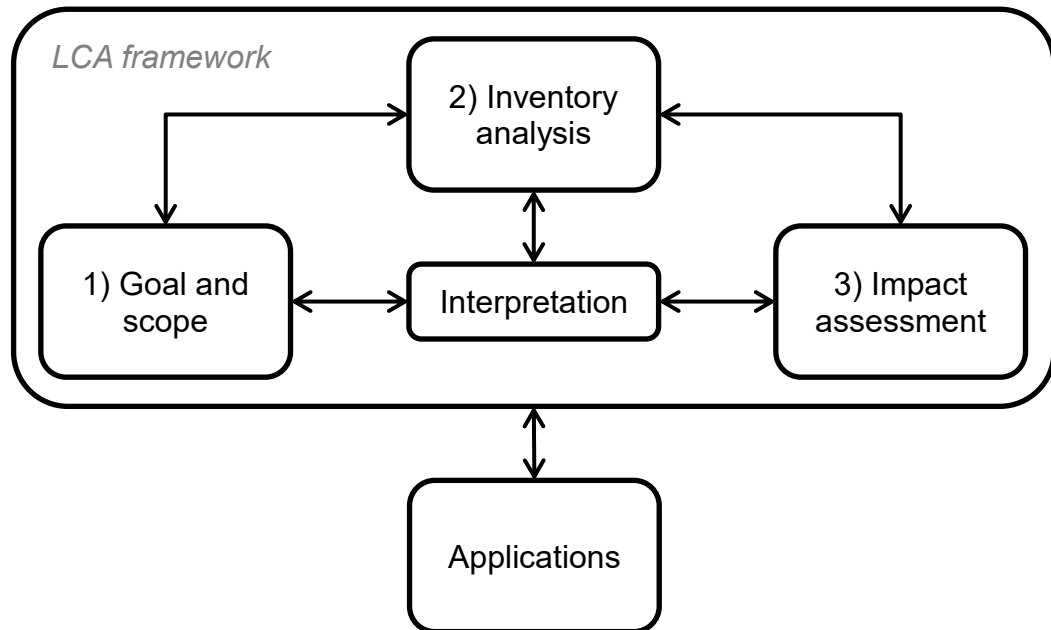 LCA framework
2) Inventory
analysis
1) Goal and
scope
Interpretation
3) Impact
assessment
Applications